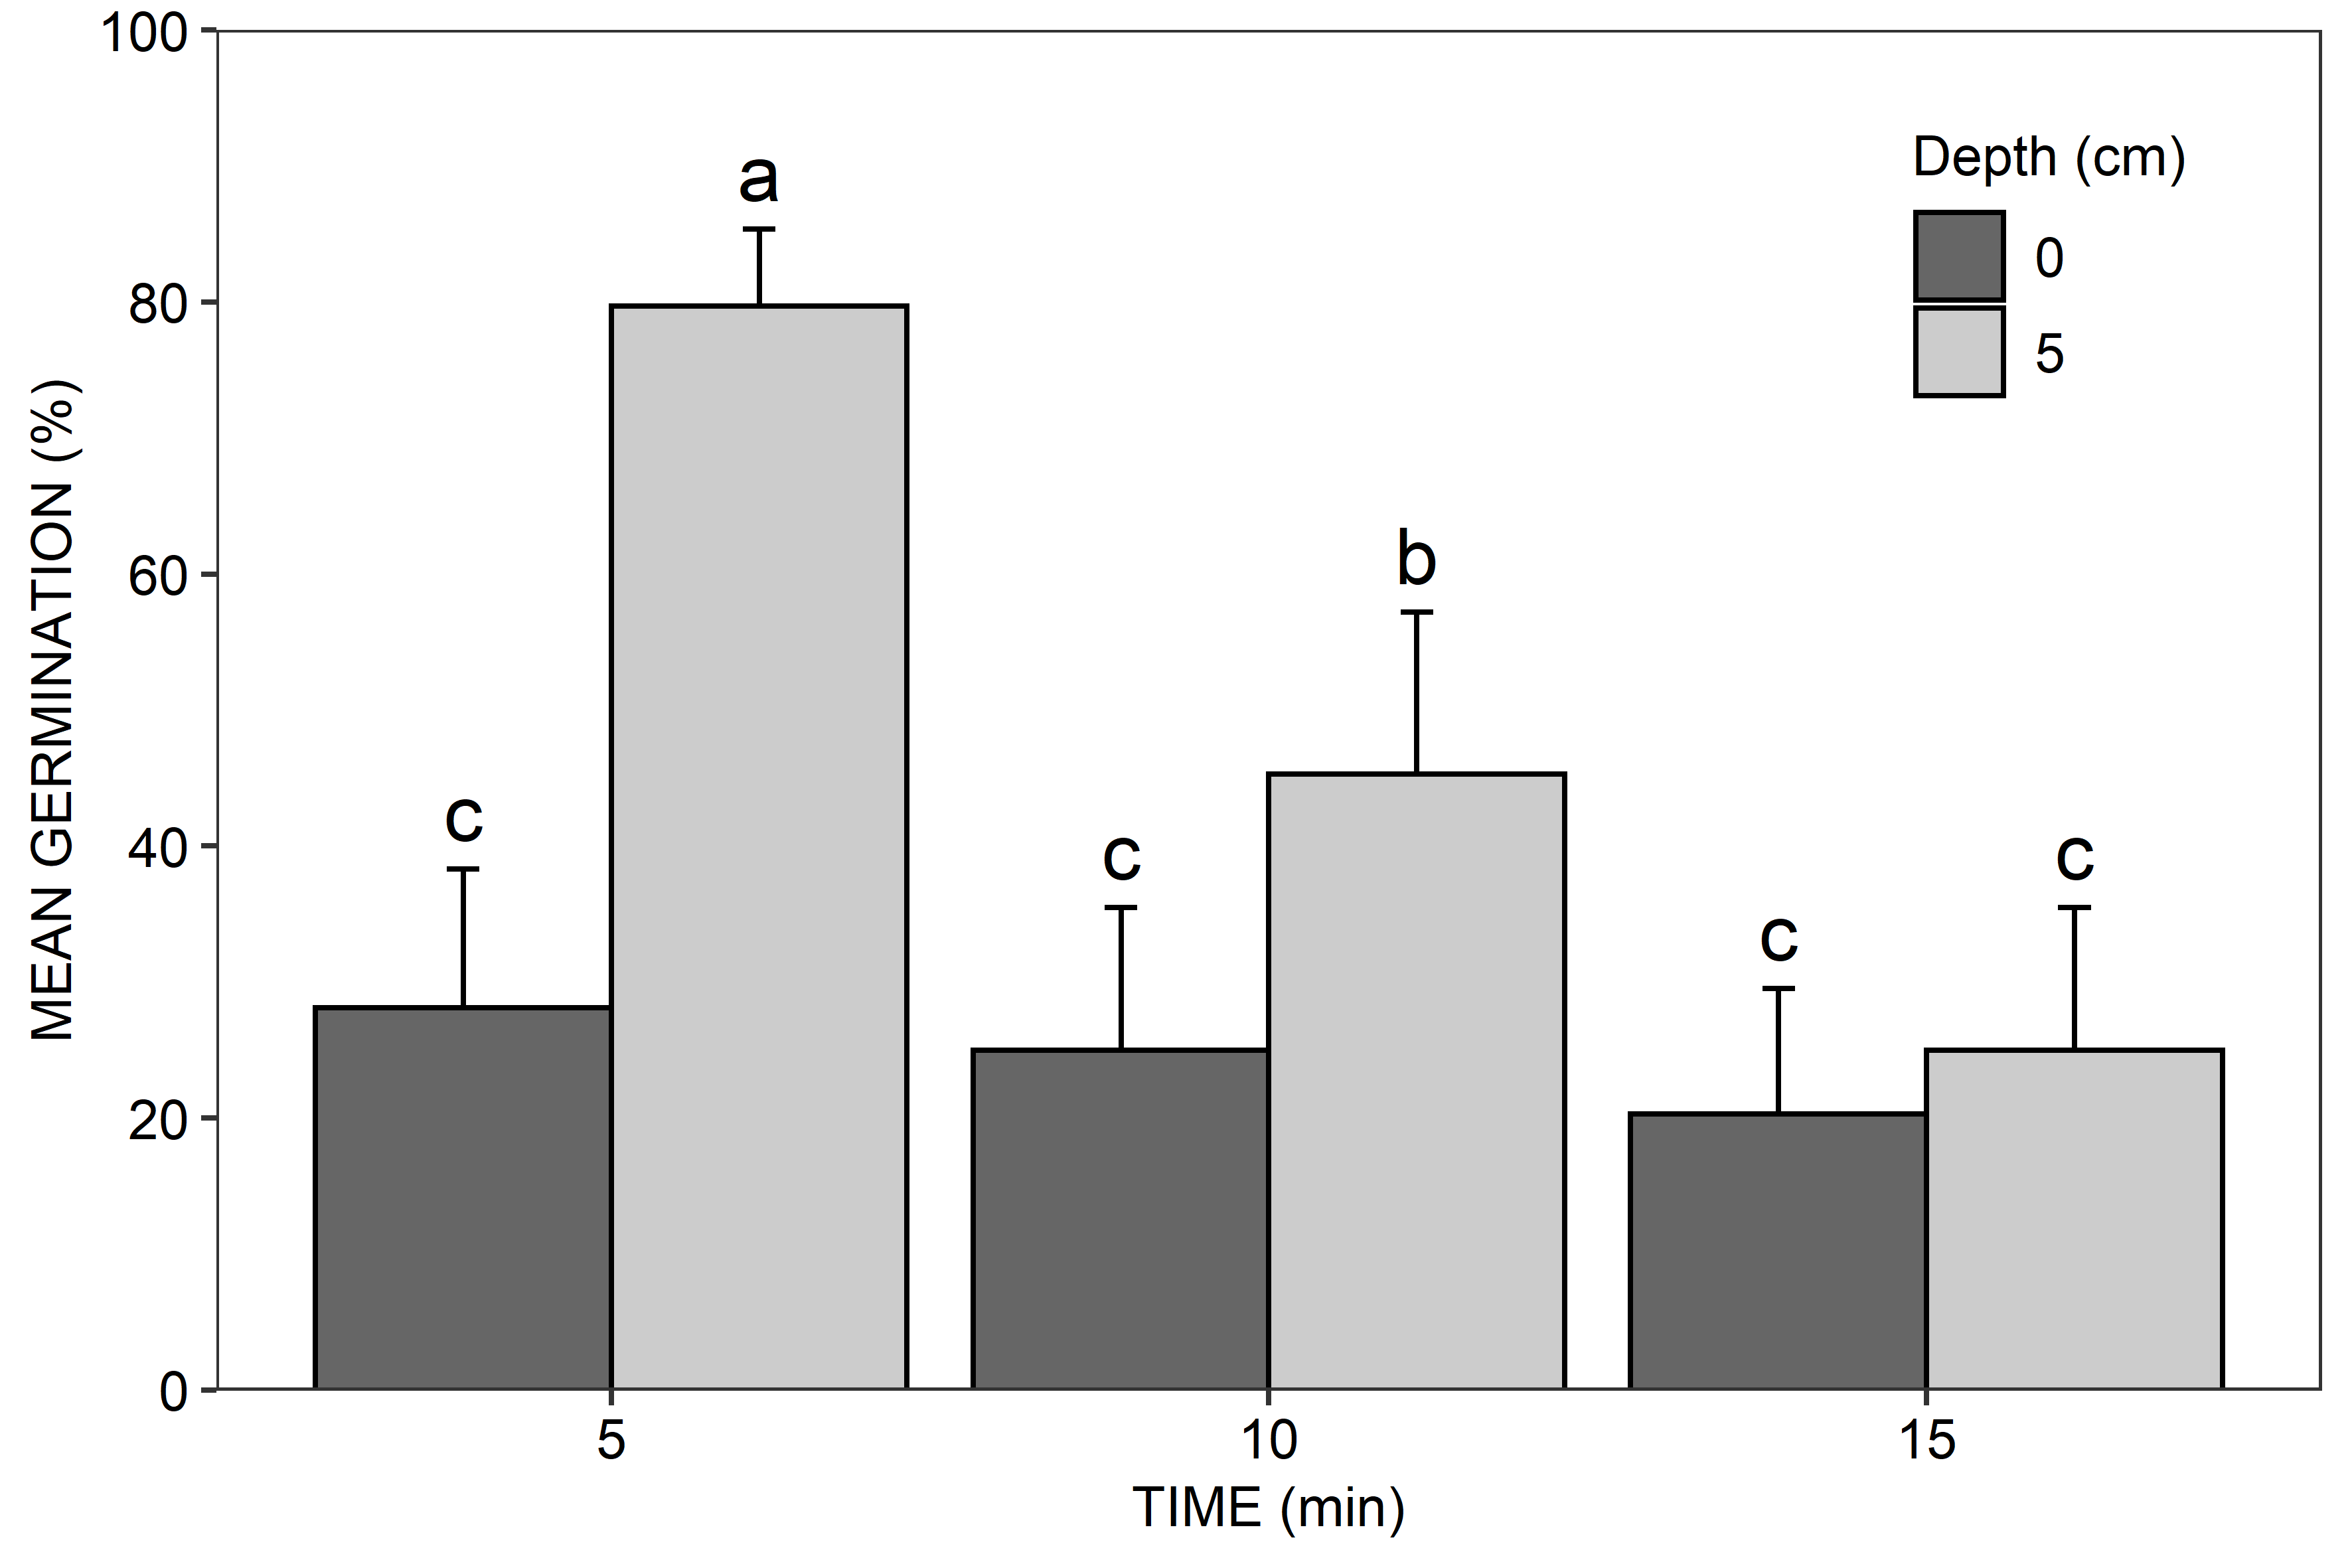 MEAN GERMINATION (%)
100
80
60
40
20
0
c
a
c
b
c
c
Depth (cm)
0
5
5
10
15
TIME (min)